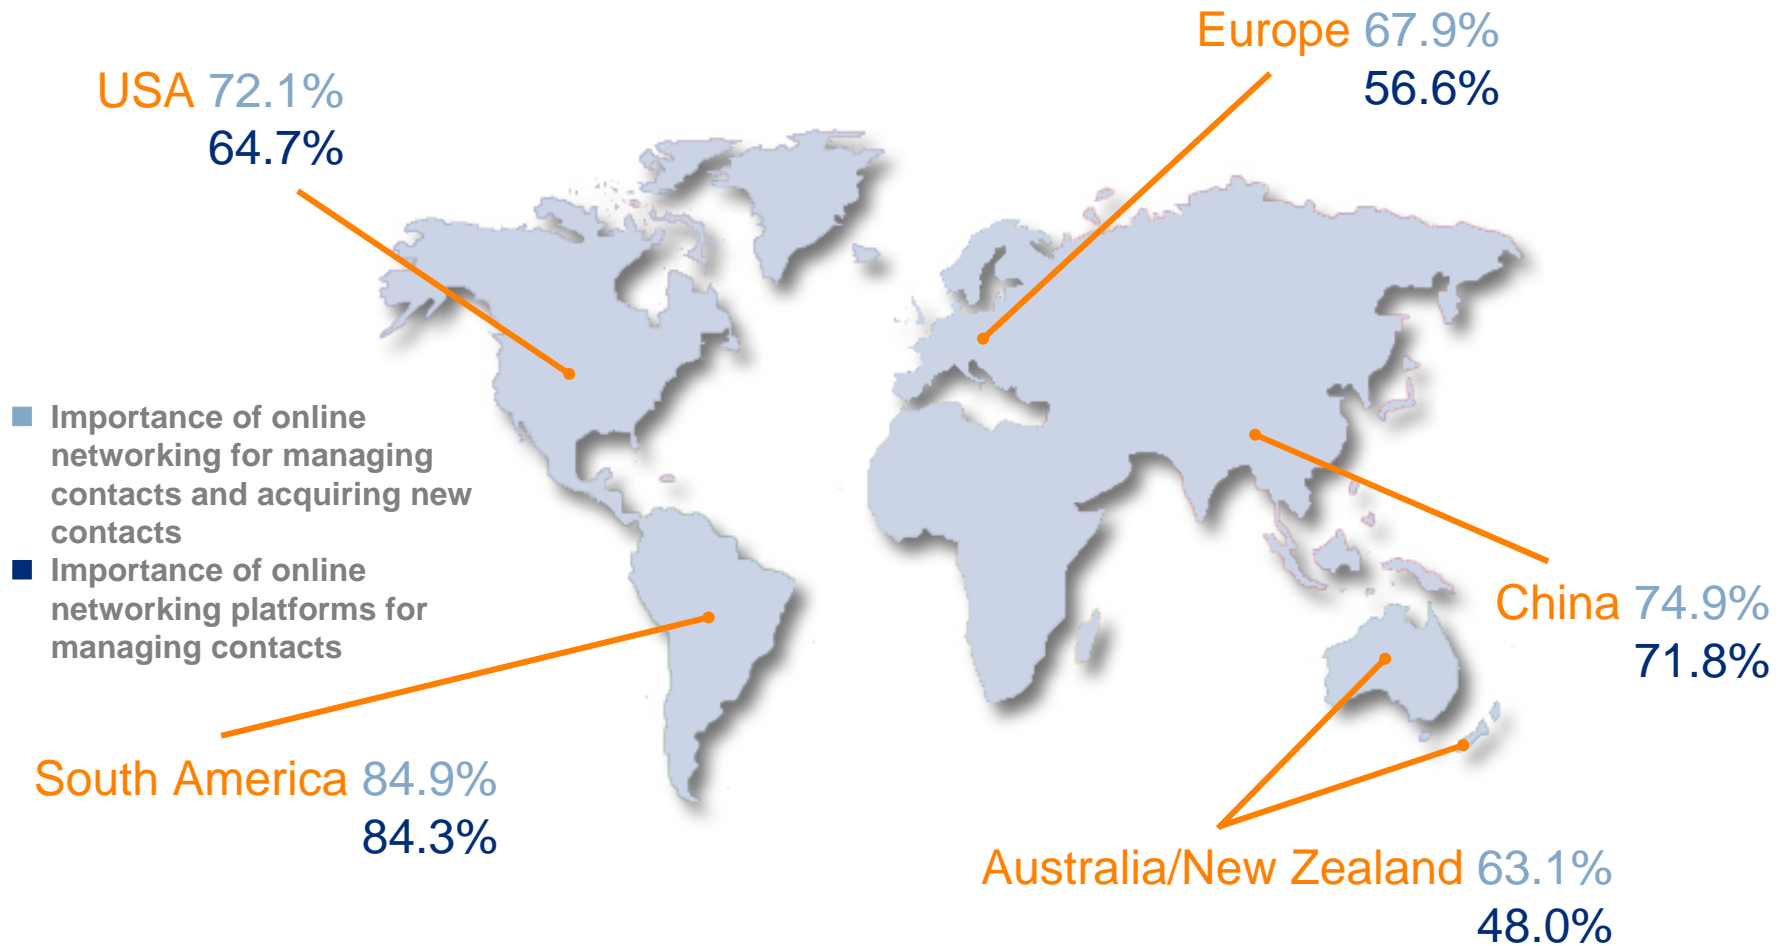 Europe 67.9%
56.6%
USA 72.1%
64.7%
Importance of online
networking for managing
contacts and acquiring new
contacts
Importance of online
networking platforms for
managing contacts
China 74.9%
71.8%
South America 84.9%
84.3%
Australia/New Zealand 63.1%
48.0%